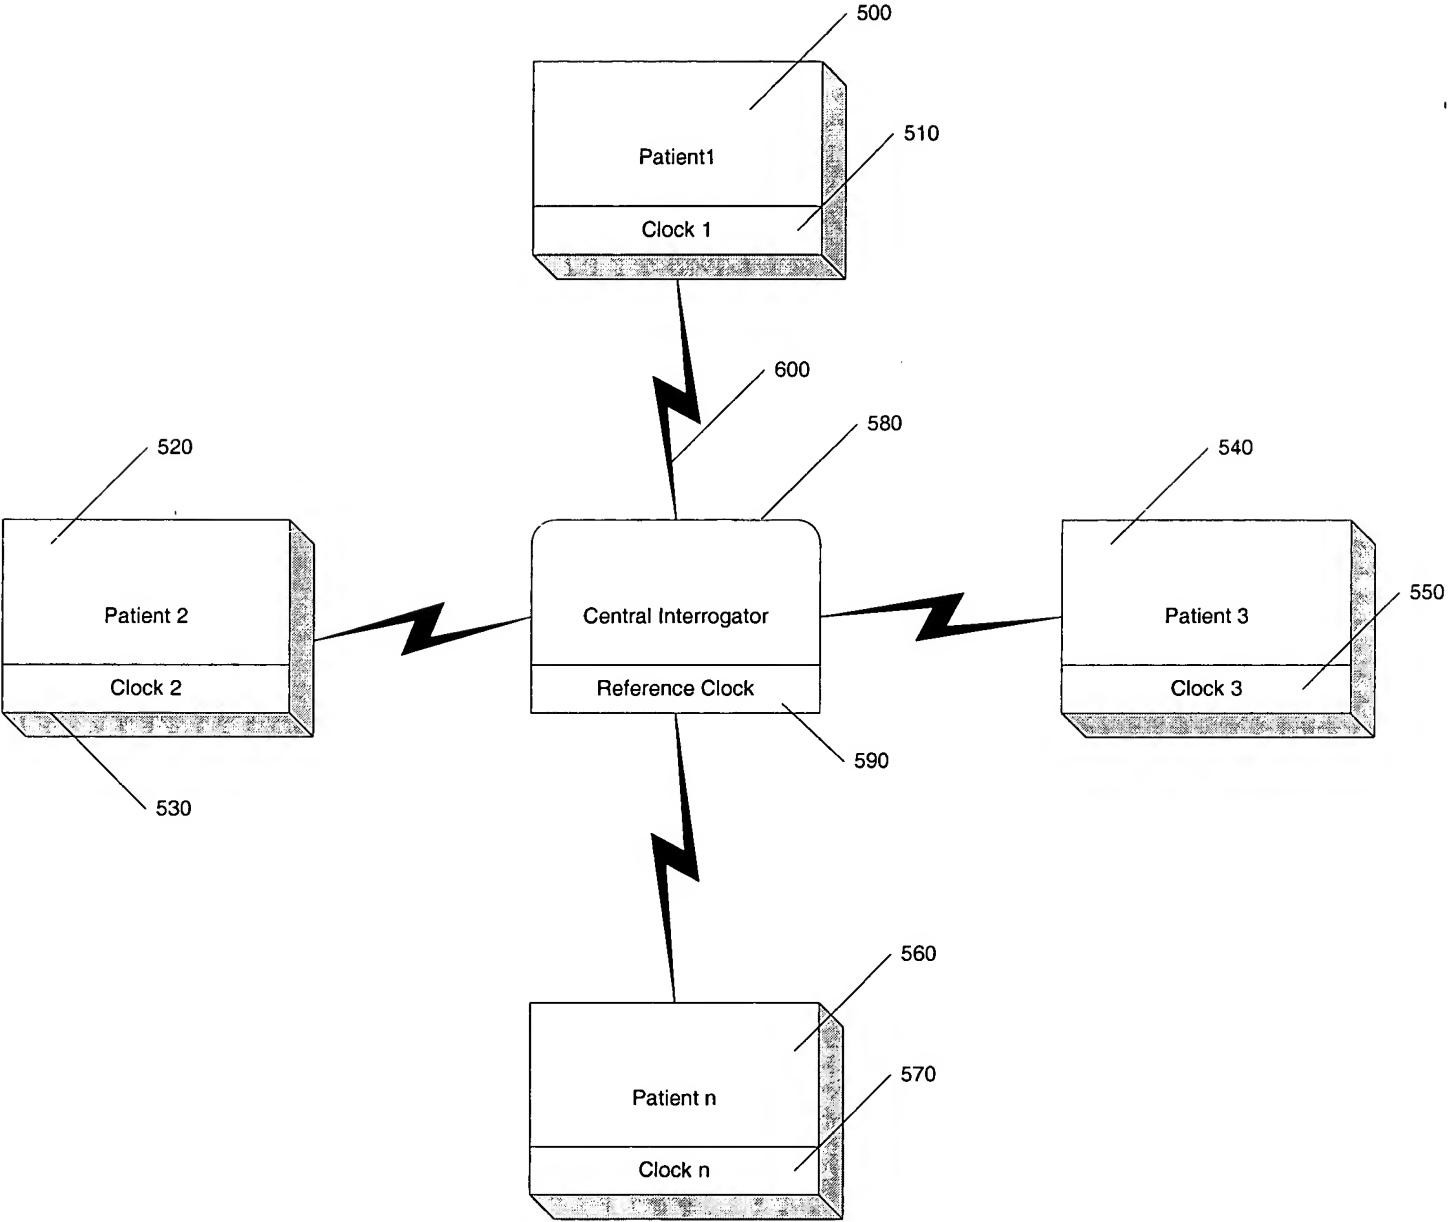 500
510
Patient1
Clock 1
600
580
520
540
550
Patient 2
Central Interrogator
Patient 3
Clock 2
Reference Clock
Clock 3
590
530
560
570
Patient n
Clock n